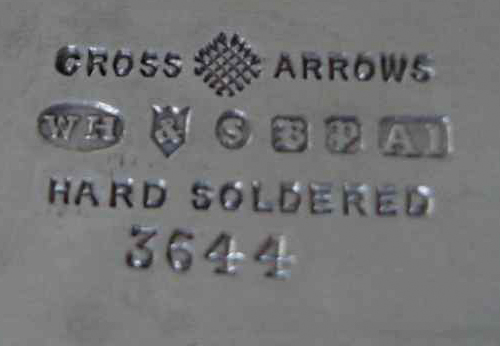 CROSS ARROWS
WH & S B P A1
HARD SOLDERED
3644